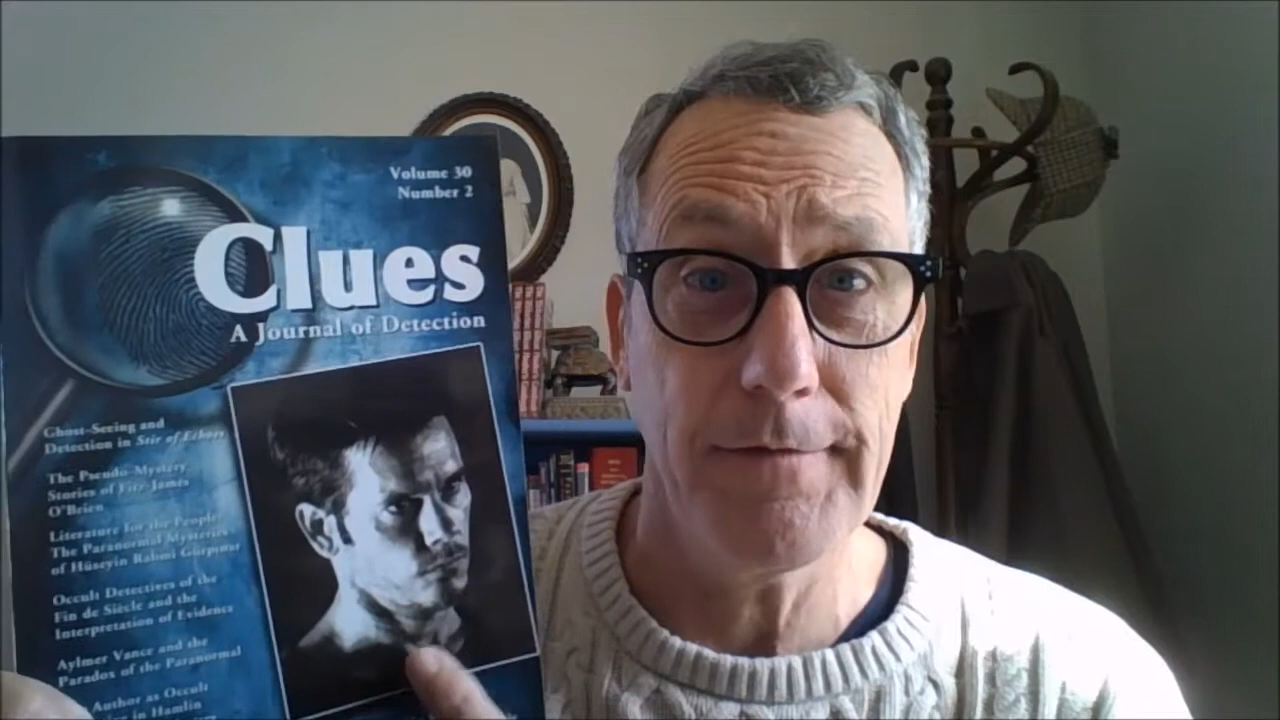 Volume 30
Number 2
Clues
A Journal of Detection
Ghost-Seeing and
Detection in Stir of Echoes
The Pseudo-Mystery
Stories of Fitz-James
O'Brien
Literature for the People:
The Paranormal Mysteries
of Hüseyin Rahmi Gürpınar
Occult Detectives of the
Fin de Siècle and the
Interpretation of Evidence
Aylmer Vance and the
Paradox of the Paranormal
Author as Occult
in Hamlin